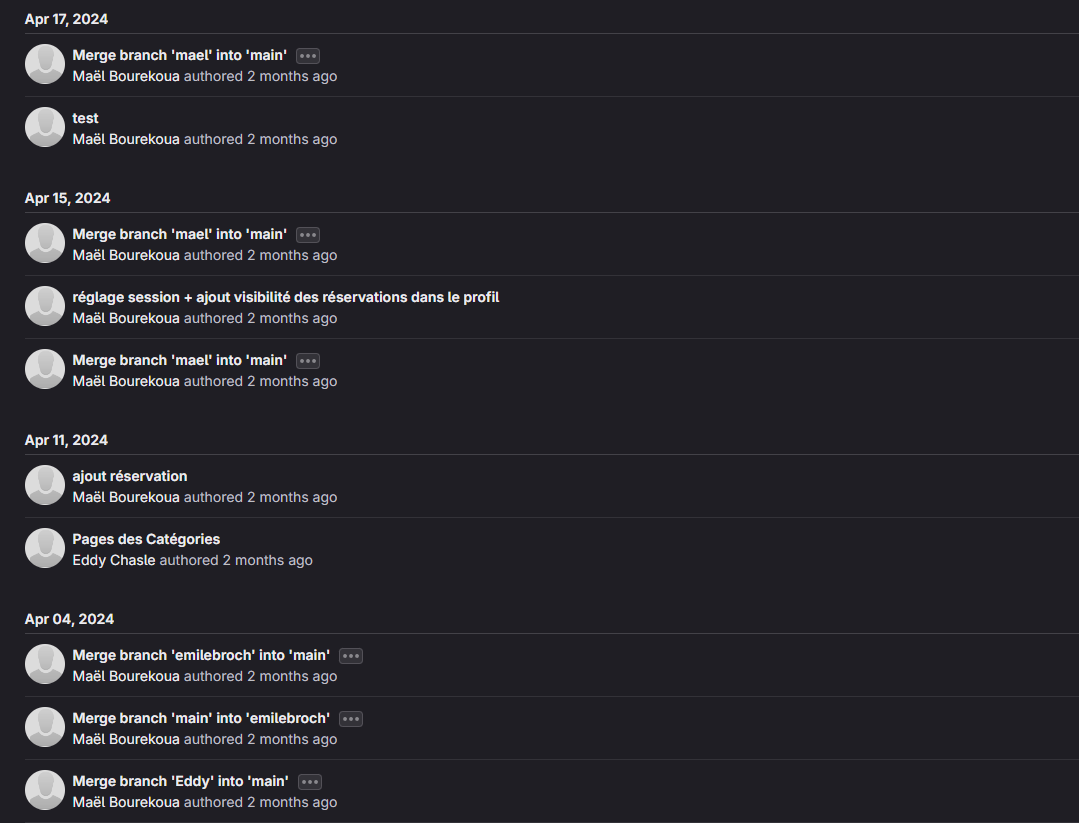 Apr 17, 2024
Merge branch 'mael' into 'main'
Maël Bourekoua authored 2 months ago
test
Maël Bourekoua authored 2 months ago
Apr 15, 2024
Merge branch 'mael' into 'main'
Maël Bourekoua authored 2 months ago
réglage session + ajout visibilité des réservations dans le profil
Maël Bourekoua authored 2 months ago
Merge branch 'mael' into 'main'
Maël Bourekoua authored 2 months ago
Apr 11, 2024
ajout réservation
Maël Bourekoua authored 2 months ago
Pages des Catégories
Eddy Chasle authored 2 months ago
Apr 04, 2024
Merge branch 'emilebroch' into 'main'
Maël Bourekoua authored 2 months ago
Merge branch 'main' into 'emilebroch'
Maël Bourekoua authored 2 months ago
Merge branch 'Eddy' into 'main'
Maël Bourekoua authored 2 months ago